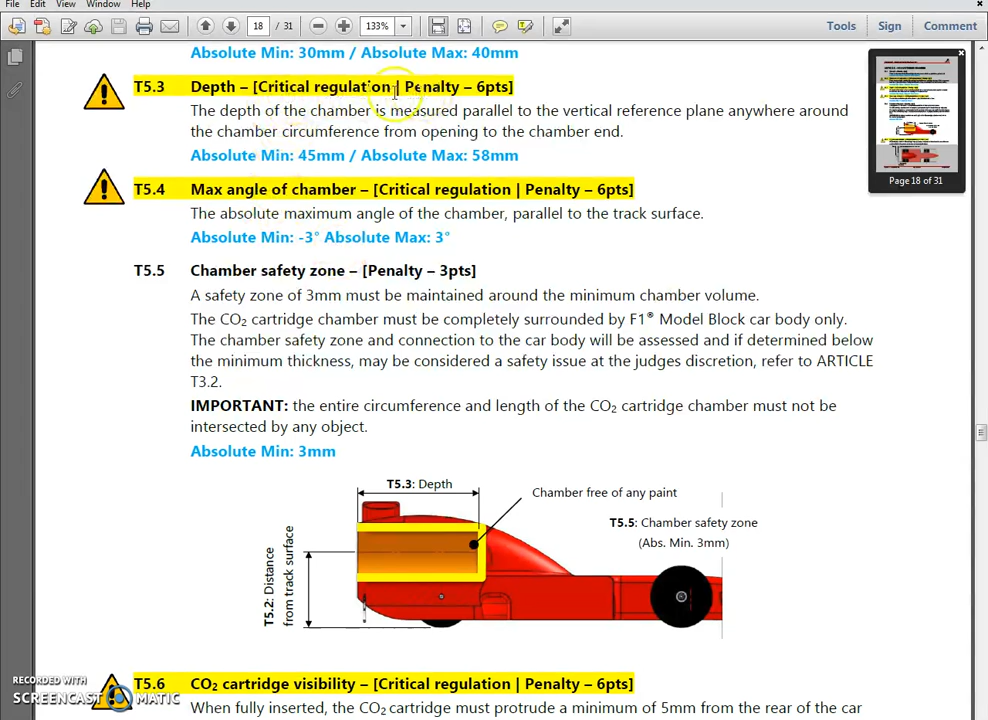 File Edit View Window Help
18 / 31 133% Tools Sign Comment
Absolute Min: 30mm / Absolute Max: 40mm
T5.3 Depth – [Critical regulation | Penalty – 6pts]
The depth of the chamber is measured parallel to the vertical reference plane anywhere around
the chamber circumference from opening to the chamber end.
Absolute Min: 45mm / Absolute Max: 58mm
Page 18 of 31
T5.4 Max angle of chamber – [Critical regulation | Penalty – 6pts]
The absolute maximum angle of the chamber, parallel to the track surface.
Absolute Min: -3° Absolute Max: 3°
T5.5 Chamber safety zone – [Penalty – 3pts]
A safety zone of 3mm must be maintained around the minimum chamber volume.
The CO₂ cartridge chamber must be completely surrounded by F1® Model Block car body only.
The chamber safety zone and connection to the car body will be assessed and if determined below
the minimum thickness, may be considered a safety issue at the judges discretion, refer to ARTICLE
T3.2.
IMPORTANT: the entire circumference and length of the CO₂ cartridge chamber must not be
intersected by any object.
Absolute Min: 3mm
T5.3: Depth
Chamber free of any paint
T5.5: Chamber safety zone
(Abs. Min. 3mm)
T5.2: Distance
from track surface
T5.6 CO₂ cartridge visibility – [Critical regulation | Penalty – 6pts]
When fully inserted, the CO₂ cartridge must protrude a minimum of 5mm from the rear of the car
RECORDED WITH
SCREENCAST MATIC